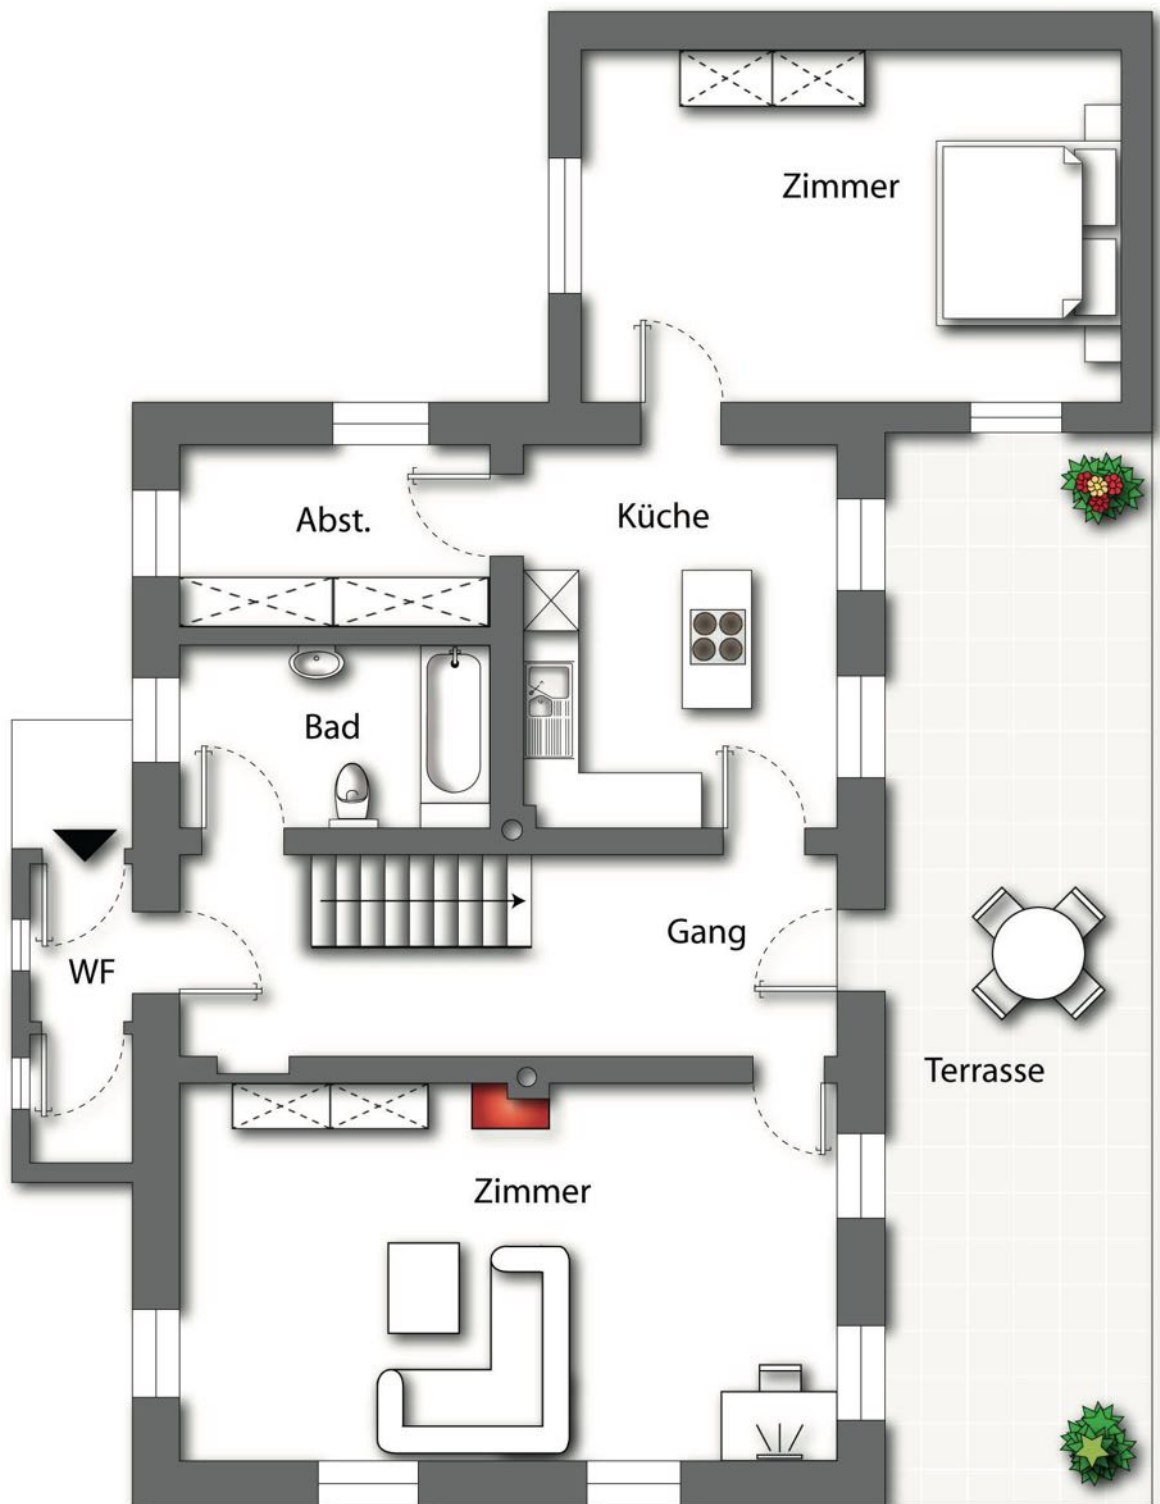 Zimmer
Abst.
Küche
Bad
Gang
WF
Terrasse
Zimmer